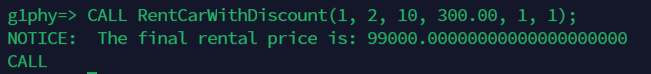 g1phy=> CALL RentCarWithDiscount(1, 2, 10, 300.00, 1, 1);
NOTICE:  The final rental price is: 99000.00000000000000000000
CALL